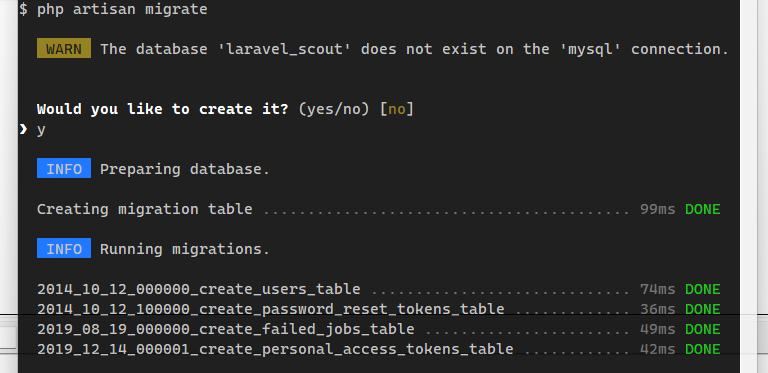 $ php artisan migrate
WARN The database 'laravel_scout' does not exist on the 'mysql' connection.
Would you like to create it? (yes/no) [no]
❯ y
INFO Preparing database.
Creating migration table ......................................... 99ms DONE
INFO Running migrations.
2014_10_12_000000_create_users_table ............................. 74ms DONE
2014_10_12_100000_create_password_reset_tokens_table ............. 36ms DONE
2019_08_19_000000_create_failed_jobs_table ....................... 49ms DONE
2019_12_14_000001_create_personal_access_tokens_table ............ 42ms DONE